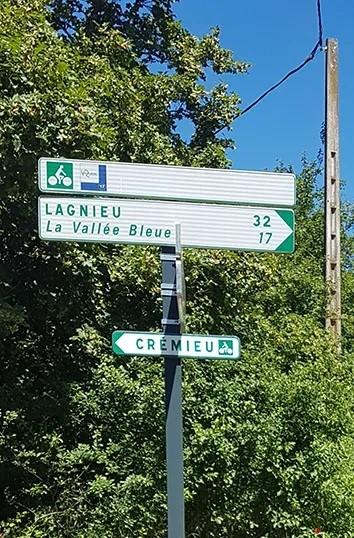 LAGNIEU 32
La Vallée Bleue 17
CRÉMIEU